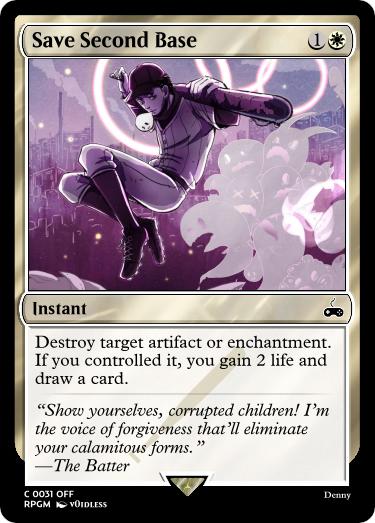 Save Second Base 1
Instant
Destroy target artifact or enchantment.
If you controlled it, you gain 2 life and
draw a card.
“Show yourselves, corrupted children! I’m
the voice of forgiveness that’ll eliminate
your calamitous forms.”
—The Batter
C 0031 OFF
RPGM v0idless
Denny